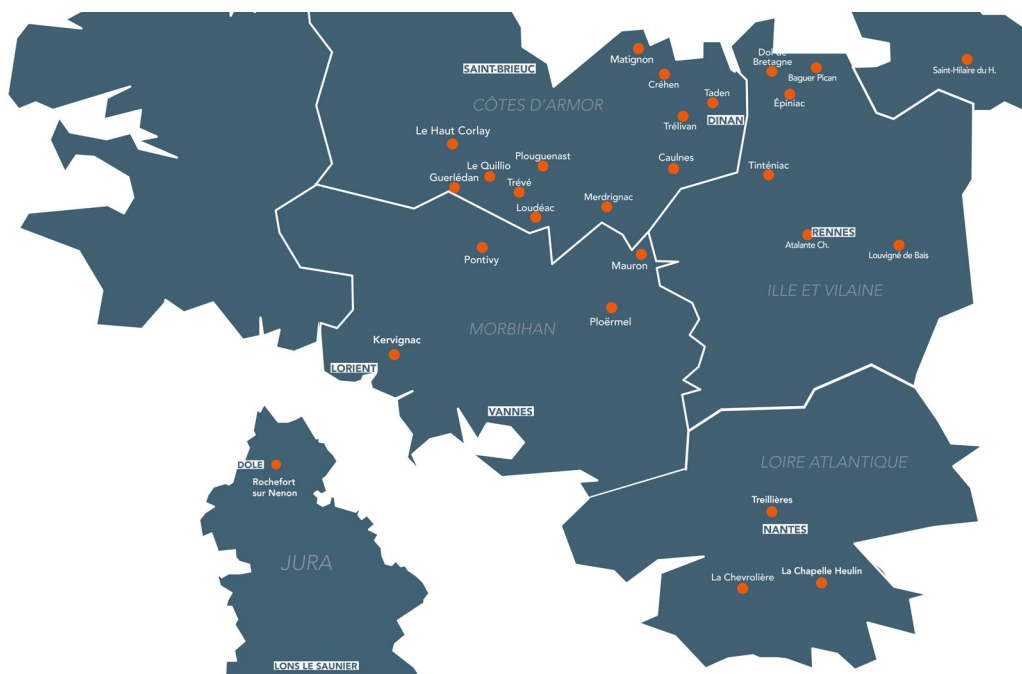 Matignon
Dol de
Bretagne
Baguer Pican
Saint-Hilaire du H.
SAINT-BRIEUC
Créhen
CÔTES D'ARMOR
Taden
Épiniac
DINAN
Trélivan
Le Haut Corlay
Plouguenast
Le Quillio
Caulnes
Tinténiac
Guerlédan
Trévé
Merdrignac
Loudéac
RENNES
Atalante Ch.
Louvigné de Bais
Pontivy
Mauron
ILLE ET VILAINE
Ploërmel
MORBIHAN
Kervignac
LORIENT
VANNES
DOLE
LOIRE ATLANTIQUE
Rochefort
sur Nenon
Treillières
NANTES
JURA
La Chevrolière
La Chapelle Heulin
LONS LE SAUNIER